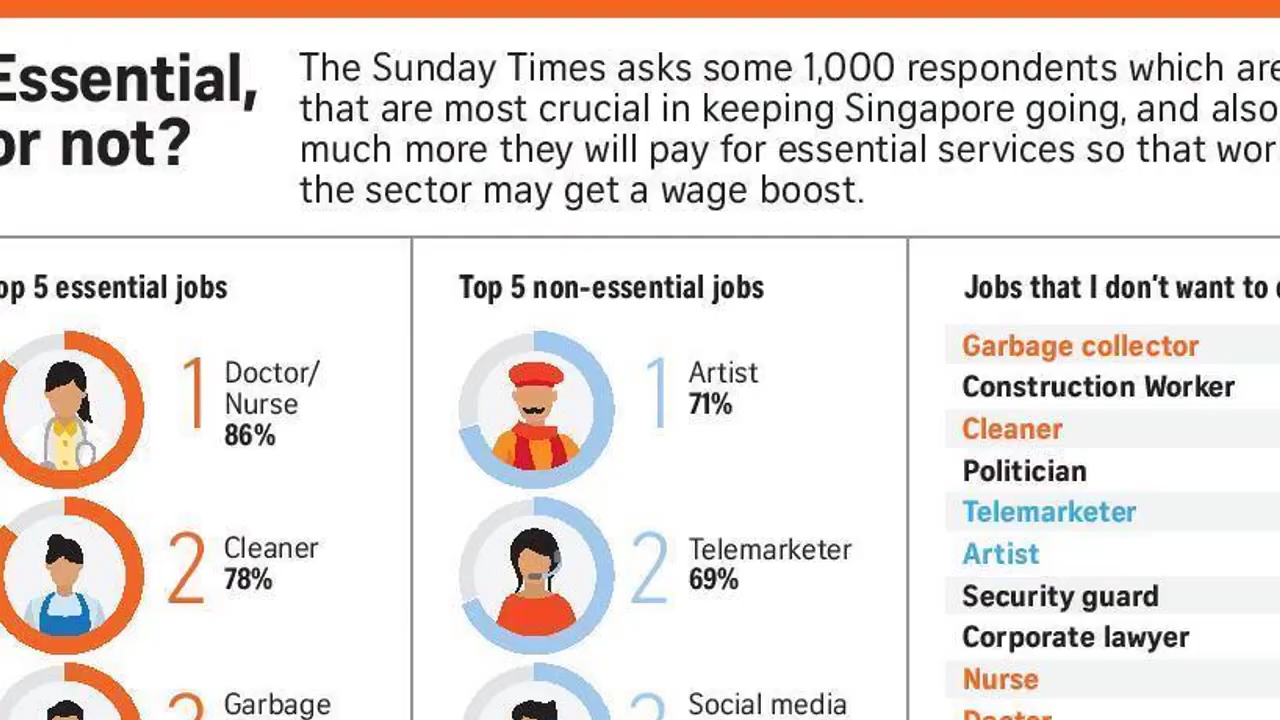 Essential,
or not?
The Sunday Times asks some 1,000 respondents which are
that are most crucial in keeping Singapore going, and also
much more they will pay for essential services so that wor
the sector may get a wage boost.
op 5 essential jobs
1 Doctor/
Nurse
86%
2 Cleaner
78%
Garbage
Top 5 non-essential jobs
1 Artist
71%
2 Telemarketer
69%
Social media
Jobs that I don't want to
Garbage collector
Construction Worker
Cleaner
Politician
Telemarketer
Artist
Security guard
Corporate lawyer
Nurse